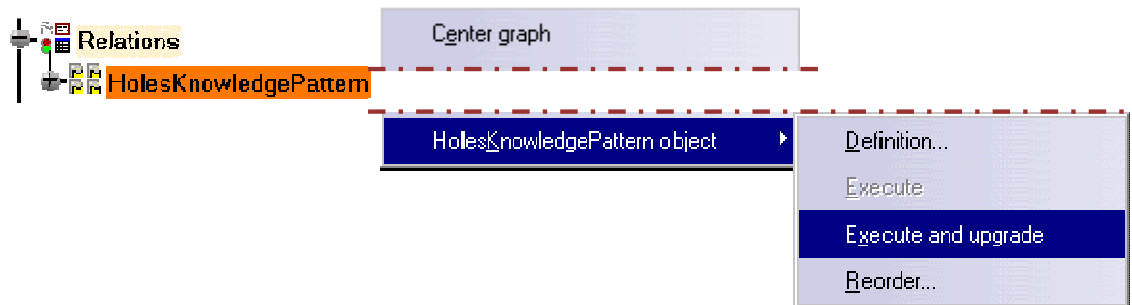 Relations
HolesKnowledgePattern
Center graph
HolesKnowledgePattern object
Definition...
Execute
Execute and upgrade
Reorder...